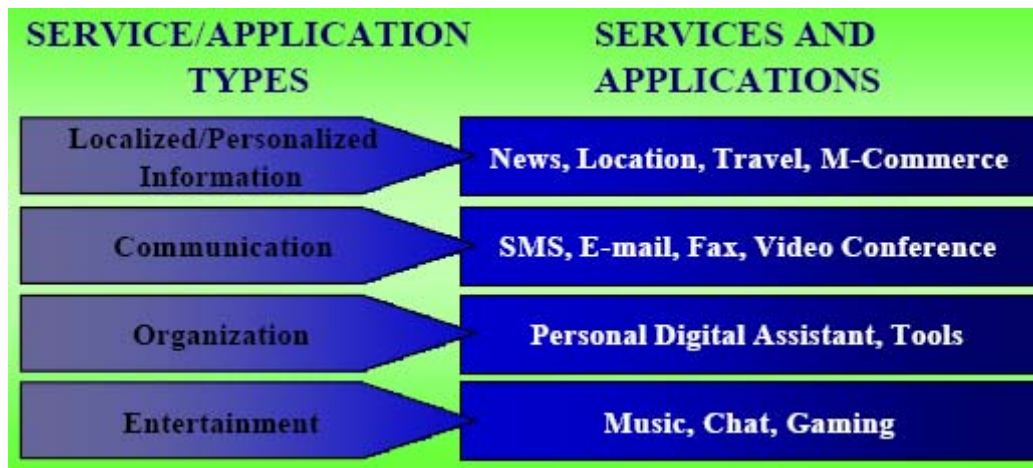 SERVICE/APPLICATION
TYPES
SERVICES AND
APPLICATIONS
Localized/Personalized
Information
News, Location, Travel, M-Commerce
Communication
SMS, E-mail, Fax, Video Conference
Organization
Personal Digital Assistant, Tools
Entertainment
Music, Chat, Gaming